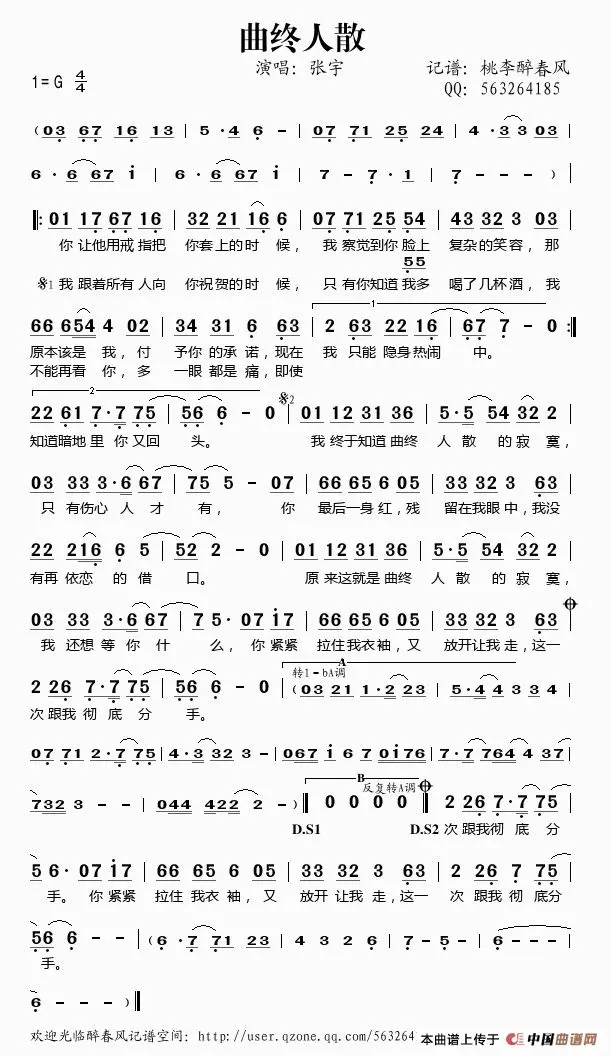 曲终人散
演唱：张宇 记谱：桃李醉春风
1=G 4/4 QQ：563264185
( 03 67 16 13 | 5 · 4 6 - | 07 71 25 24 | 4 · 3 3 03 |
6 · 6 67 i | 6 · 6 67 i | 7 - 7 · 1 | 7 - - - ) |
‖: 01 17 67 16 | 32 21 16 6 | 07 71 25 54 | 43 32 3 03 |
你 让他用戒 指把 你套上的时 候， 我 察觉到你 脸上 复杂的笑容，那
55
𝄋1 我 跟着所有人向 你祝贺的时 候， 只 有你知道 我多 喝了几杯酒，我
1
66 654 4 02 | 34 31 6 63 | 2 63 22 16 | 67 7 - 0 :‖
原本该是 我，付 予你 的承 诺，现在 我 只能 隐身热闹 中。
不能再看 你，多 一眼 都是 痛，即使
2
𝄋2
22 61 7 · 7 75 | 56 6 - 0 | 01 12 31 36 | 5 · 5 54 32 2 |
知道暗地 里 你又回 头。 我 终于知道 曲终 人 散的 寂 寞，
03 33 3 · 6 67 | 75 5 - 07 | 66 65 6 05 | 33 32 3 63 |
只 有伤心 人 才 有， 你 最后一身 红，残 留在我眼 中，我没
22 216 6 5 | 52 2 - 0 | 01 12 31 36 | 5 · 5 54 32 2 |
有再 依恋 的 借 口。 原 来这就是 曲终 人 散 的 寂 寞，
03 33 3 · 6 67 | 7 5 · 07 i7 | 66 65 6 05 | 33 32 3 63 |
我 还想 等 你 什 么，你 紧紧 拉住我衣 袖，又 放开让我 走，这一
A
转1=bA调
2 26 7 · 7 75 | 56 6 - 0 | (03 21 1 · 2 23 | 5 · 4 4 33 4 |
次 跟我 彻 底 分 手。
07 71 2 · 7 75 | 4 · 3 32 3 - | 067 i 6 7 0i76 | 7 · 7 764 4 37 |
B
反复转A调
732 3 - - | 044 422 2 - ) ‖ 0 0 0 0 ‖ 2 26 7 · 7 75 |
D.S1 D.S2 次 跟我彻 底 分
5 6 · 07 i7 | 66 65 6 05 | 33 32 3 63 | 2 26 7 75 |
手。 你 紧紧 拉住 我衣 袖，又 放开 让我 走，这一 次 跟我 彻 底分
56 6 - - | (6 · 7 71 23 | 4 3 2 6 | 7 - 5 - |
手。
6 - - - ) ‖
欢迎光临醉春风记谱空间：http://user.qzone.qq.com/563264 本曲谱上传于 中国曲谱网